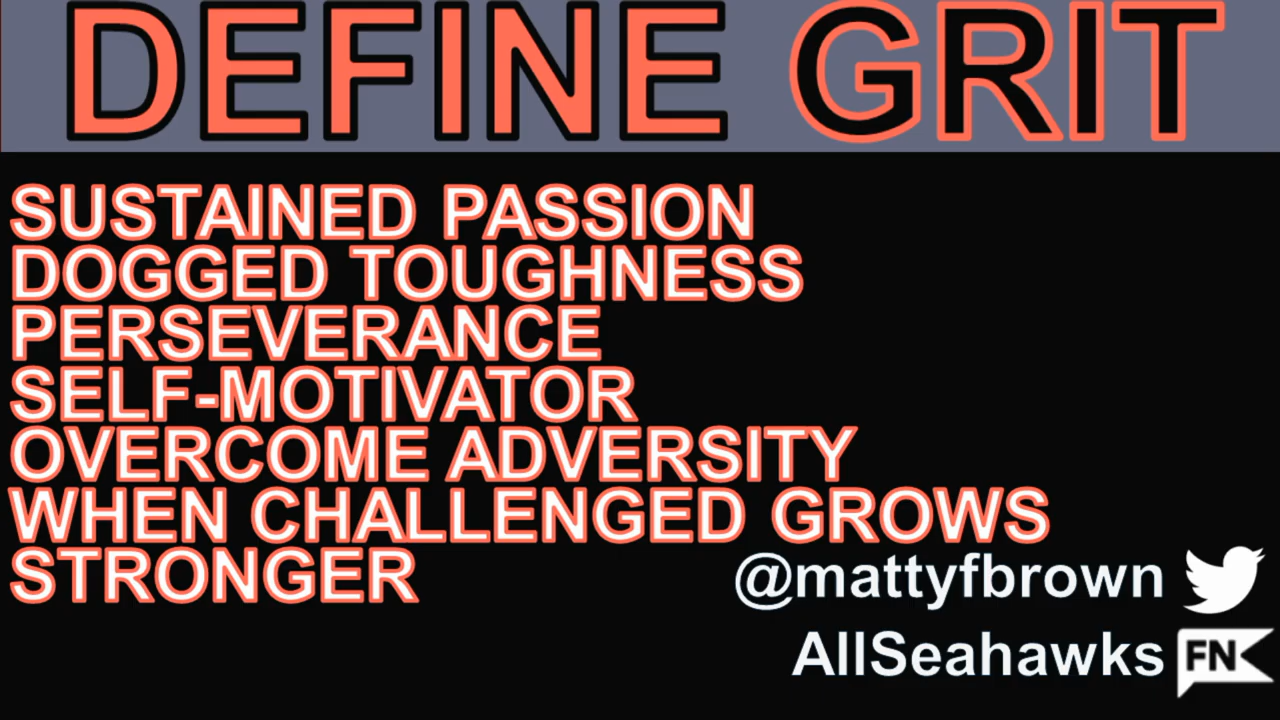 DEFINE GRIT
SUSTAINED PASSION
DOGGED TOUGHNESS
PERSEVERANCE
SELF-MOTIVATOR
OVERCOME ADVERSITY
WHEN CHALLENGED GROWS
STRONGER
@mattyfbrown
AllSeahawks FN